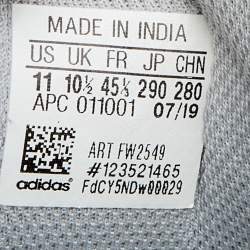 MADE IN INDIA
US UK FR JP CHN
11 10½ 45⅓ 290 280
APC 011001 07/19
ART FW2549
#123521465
adidas FdCY5NDw00029